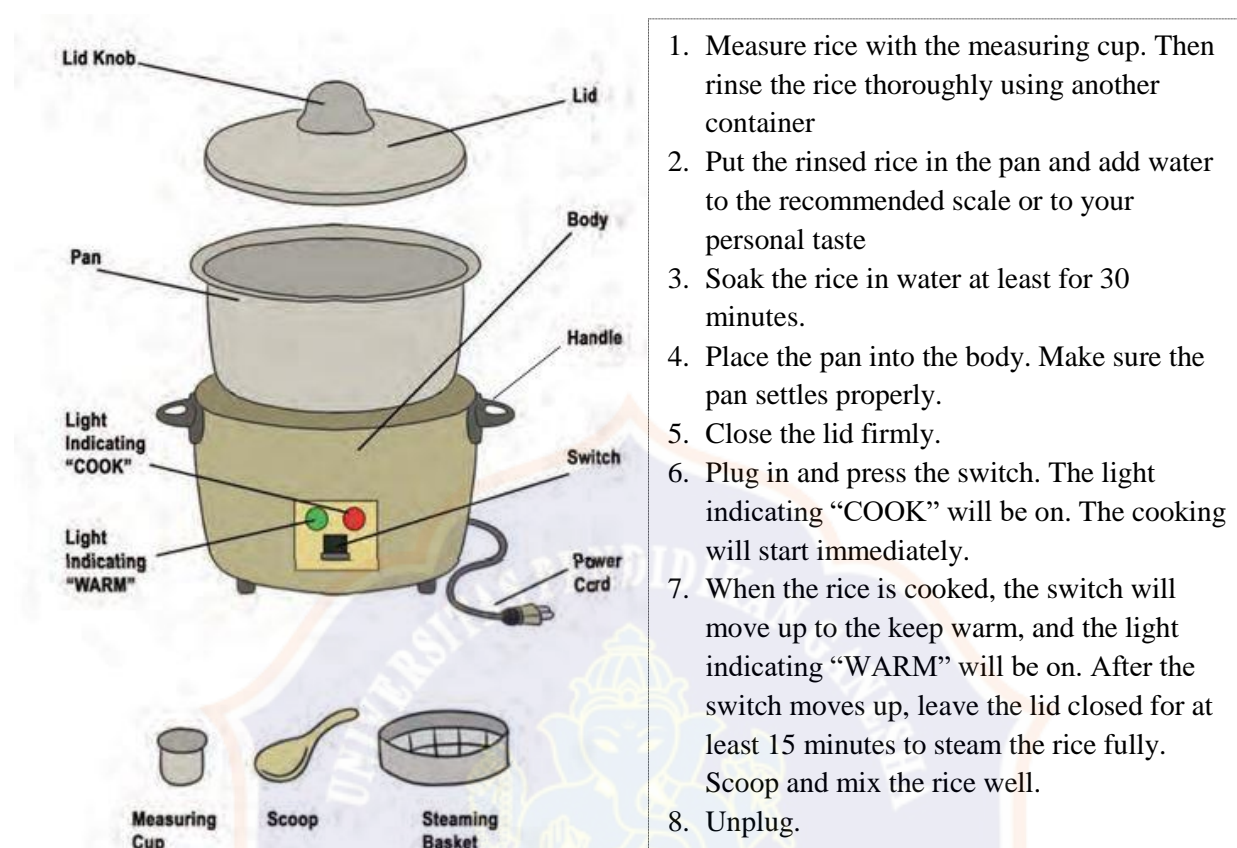 Lid Knob
Lid
Body
Pan
Handle
Light
Indicating
"COOK"
Switch
Light
Indicating
"WARM"
Power
Cord
Measuring
Cup
Scoop
Steaming
Basket
1. Measure rice with the measuring cup. Then
rinse the rice thoroughly using another
container
2. Put the rinsed rice in the pan and add water
to the recommended scale or to your
personal taste
3. Soak the rice in water at least for 30
minutes.
4. Place the pan into the body. Make sure the
pan settles properly.
5. Close the lid firmly.
6. Plug in and press the switch. The light
indicating “COOK” will be on. The cooking
will start immediately.
7. When the rice is cooked, the switch will
move up to the keep warm, and the light
indicating “WARM” will be on. After the
switch moves up, leave the lid closed for at
least 15 minutes to steam the rice fully.
Scoop and mix the rice well.
8. Unplug.
UNIVERSITAS PENDIDIKAN GANESHA